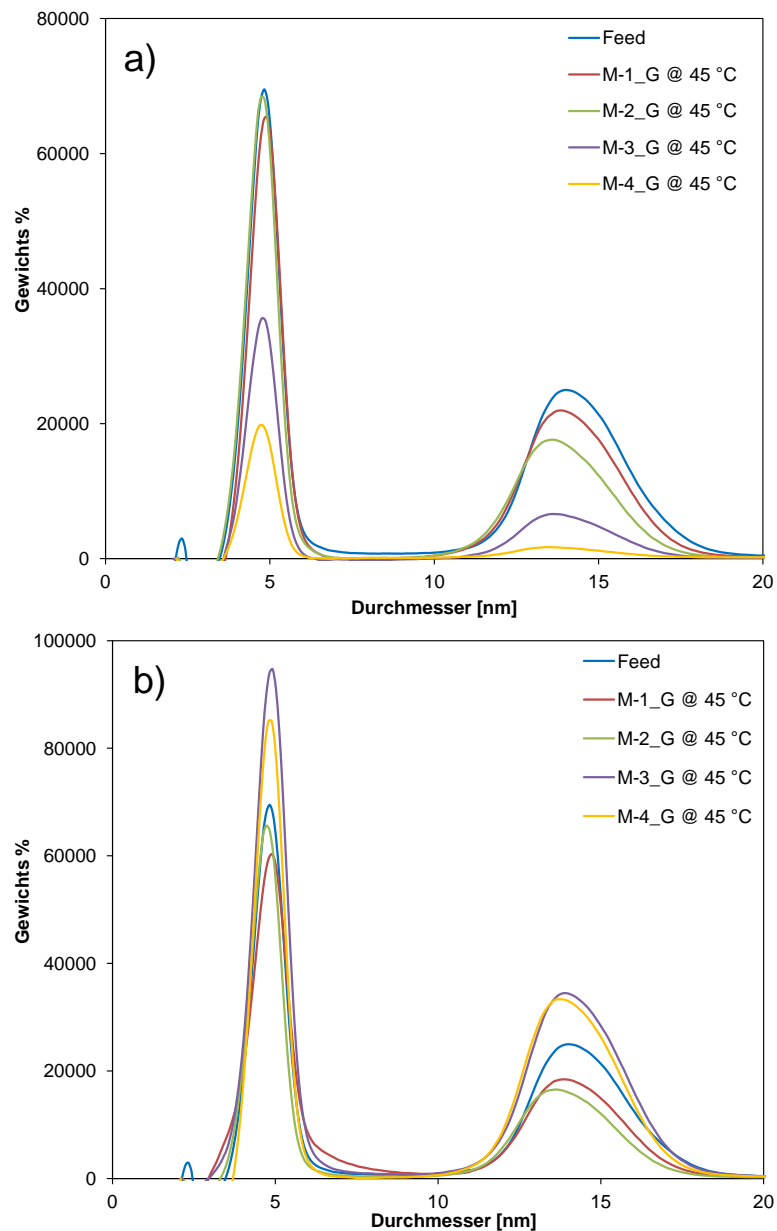 80000
a)
Feed
M-1_G @ 45 °C
M-2_G @ 45 °C
M-3_G @ 45 °C
M-4_G @ 45 °C
60000
40000
20000
0
Gewichts %
0 5 10 15 20
Durchmesser [nm]
100000
b)
Feed
M-1_G @ 45 °C
M-2_G @ 45 °C
M-3_G @ 45 °C
M-4_G @ 45 °C
80000
60000
40000
20000
0
Gewichts %
0 5 10 15 20
Durchmesser [nm]